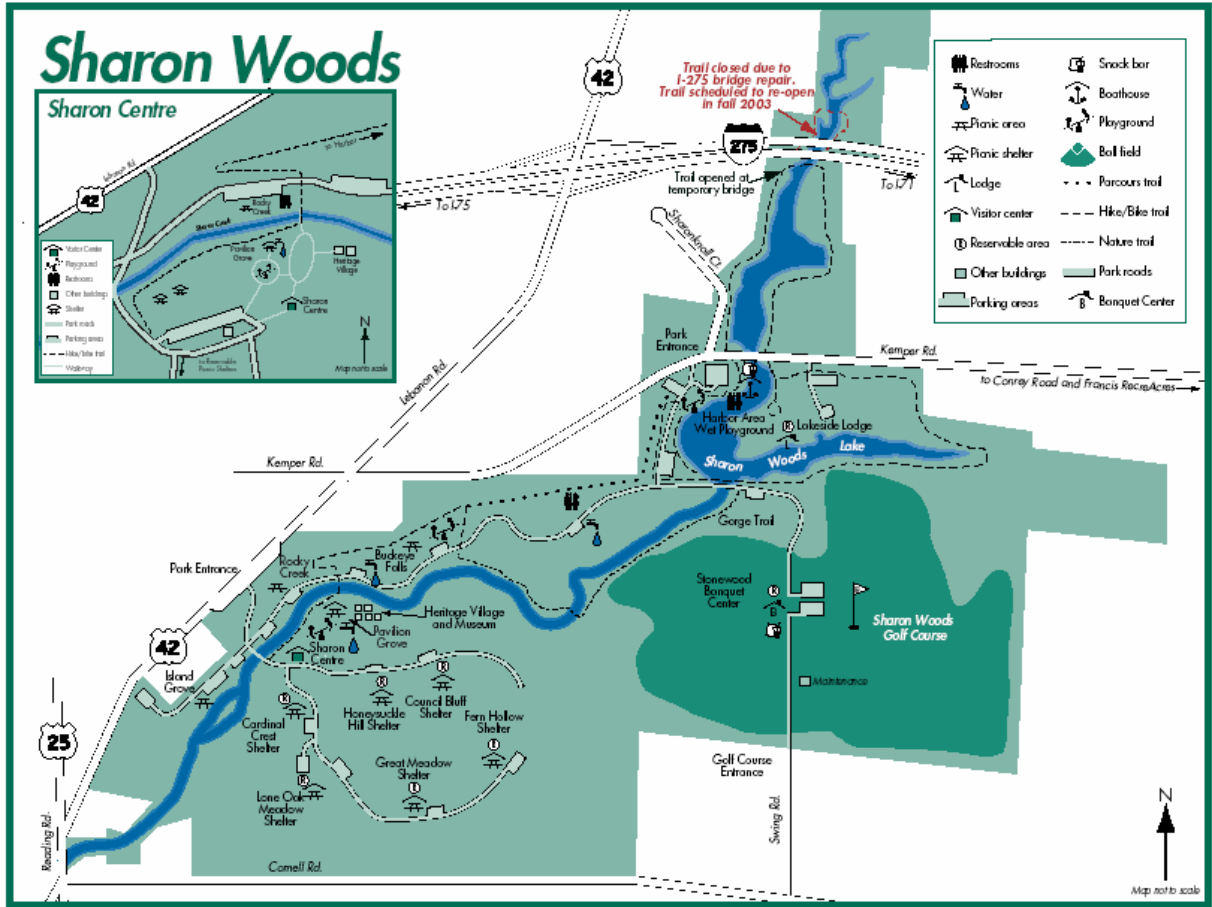 Sharon Woods
Sharon Centre
to Harbor
Lebanon Rd.
42
Rocky
Creek
Sharon Creek
Pavilion
Grove
Heritage
Village
Sharon
Centre
Visitor Center
Playground
Restrooms
Other buildings
Shelter
Park roads
Parking areas
Hike/Bike trail
Walkway
to Reservable
Picnic Shelters
N
Map not to scale
42
Trail closed due to
I-275 bridge repair.
Trail scheduled to re-open
in fall 2003
275
Trail opened at
temporary bridge
To I-75
To I-71
Restrooms
Water
Picnic area
Picnic shelter
L
Lodge
Visitor center
R
Reservable area
Other buildings
Parking areas
Snack bar
Boathouse
Playground
Ball field
Parcours trail
Hike/Bike trail
Nature trail
Park roads
B
Banquet Center
Sharonknoll Ct.
Park
Entrance
Kemper Rd.
to Conrey Road and Francis RecreAcres
Lebanon Rd.
Harbor Area
Wet Playground
R
Lakeside Lodge
L
Sharon Woods Lake
Kemper Rd.
Gorge Trail
Park Entrance
Rocky
Creek
Buckeye
Falls
Stonewood
Banquet
Center
R
B
Sharon Woods
Golf Course
Heritage Village
and Museum
Pavilion
Grove
Sharon
Centre
42
Island
Grove
Maintenance
R
Cardinal
Crest
Shelter
R
Honeysuckle
Hill Shelter
R
Council Bluff
Shelter
Fern Hollow
Shelter
25
Great Meadow
Shelter
R
Lone Oak
Meadow
Shelter
Golf Course
Entrance
Swing Rd.
Reading Rd.
Cornell Rd.
N
Map not to scale